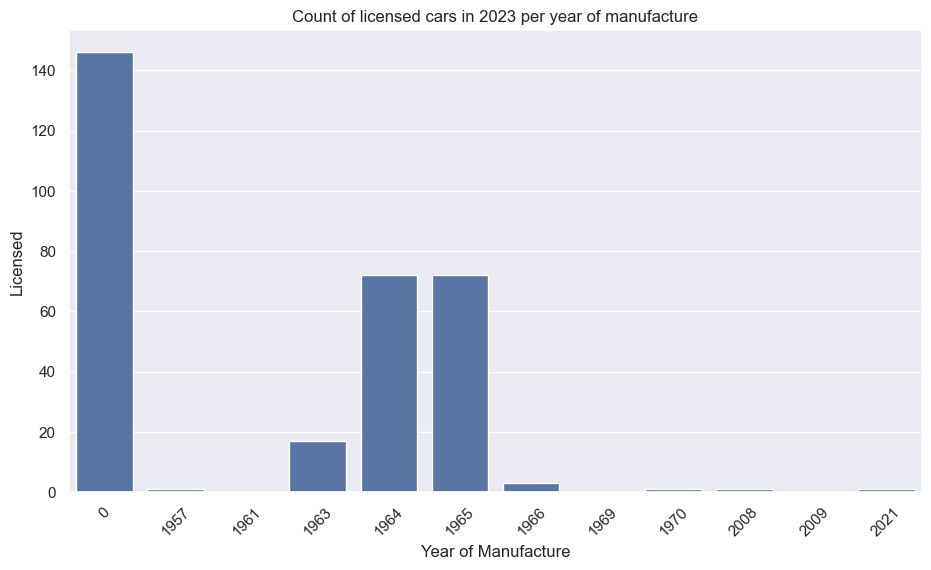 Count of licensed cars in 2023 per year of manufacture
Licensed
140
120
100
80
60
40
20
0
0 1957 1961 1963 1964 1965 1966 1969 1970 2008 2009 2021
Year of Manufacture